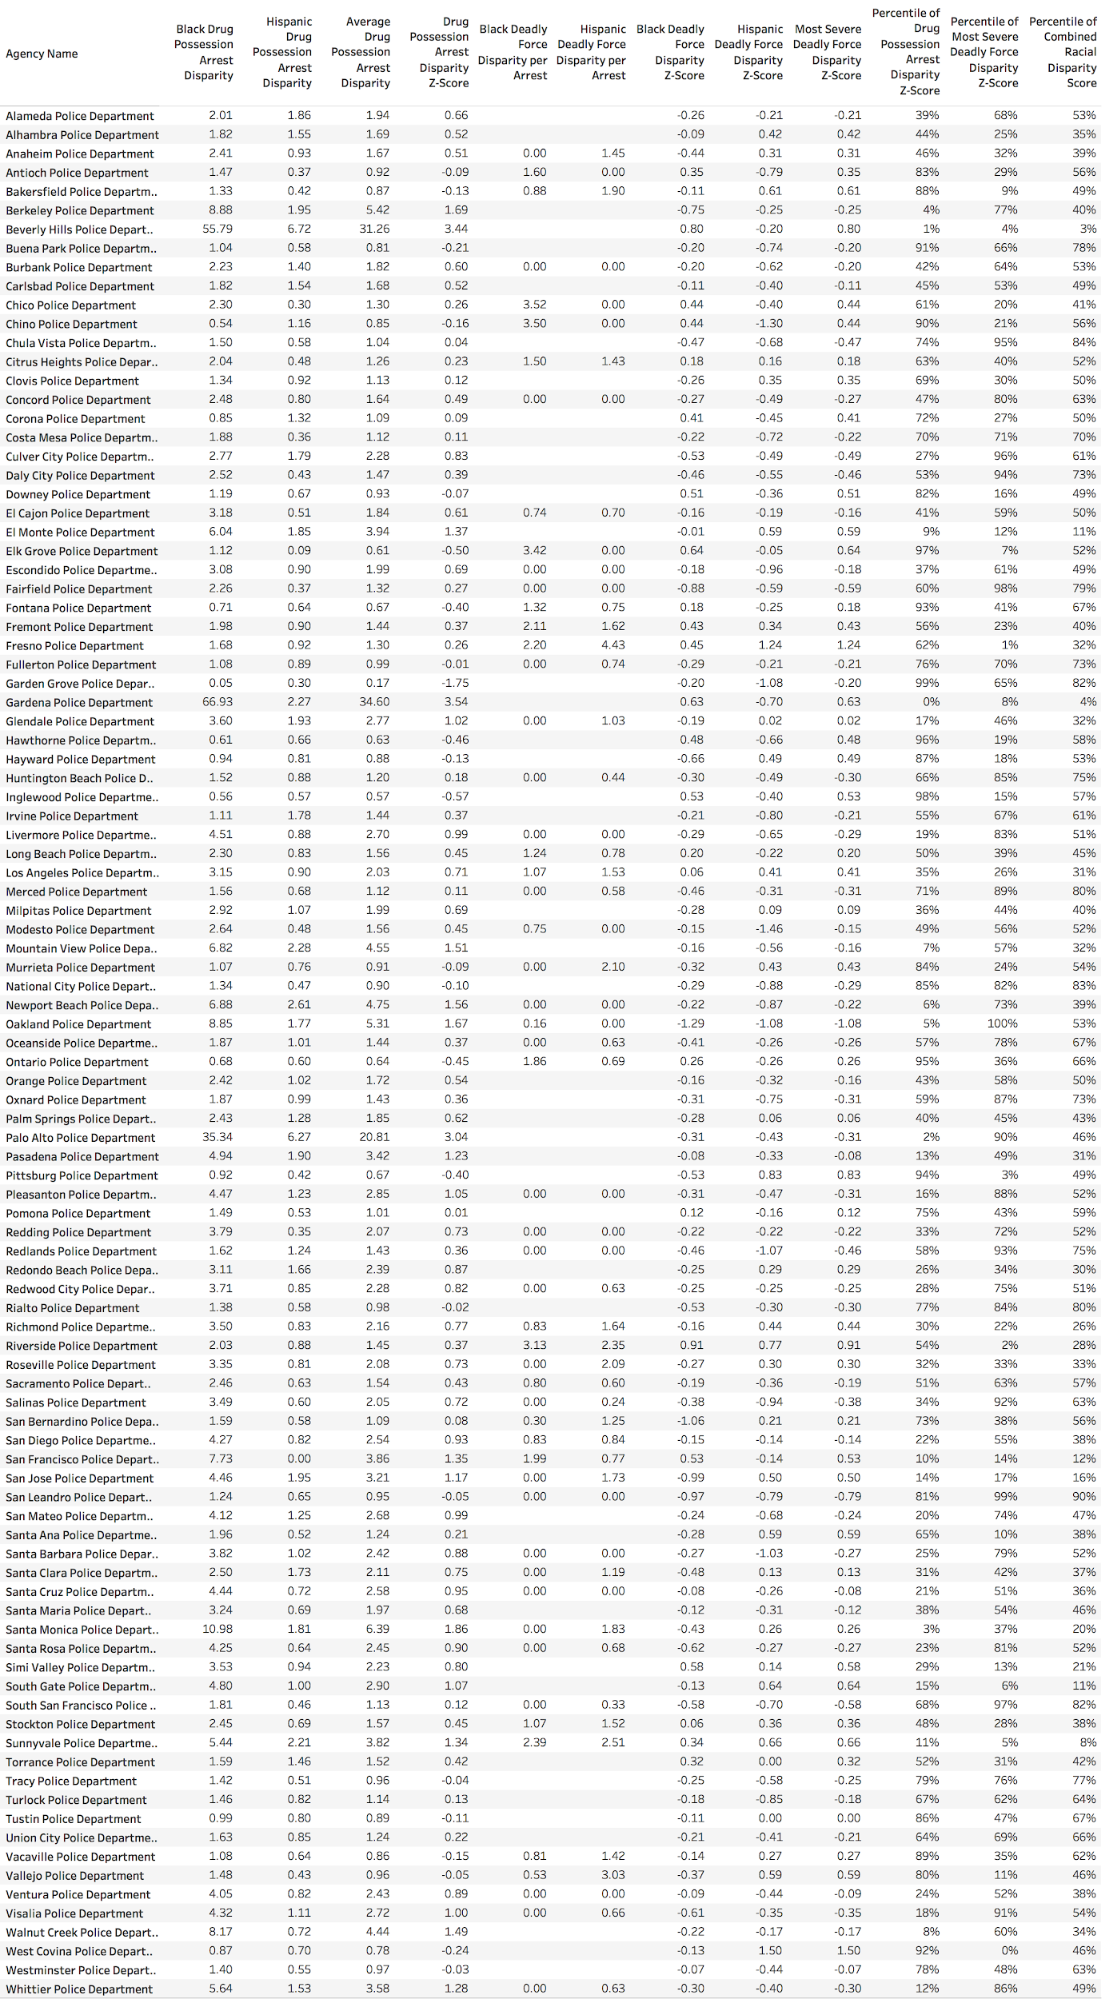 Agency Name Black Drug Possession Arrest Disparity Hispanic Drug Possession Arrest Disparity Average Drug Possession Arrest Disparity Drug Possession Arrest Disparity Z-Score Black Deadly Force Disparity per Arrest Hispanic Deadly Force Disparity per Arrest Black Deadly Force Disparity Z-Score Hispanic Deadly Force Disparity Z-Score Most Severe Deadly Force Disparity Z-Score Percentile of Drug Possession Arrest Disparity Z-Score Percentile of Most Severe Deadly Force Disparity Z-Score Percentile of Combined Racial Disparity Score
Alameda Police Department 2.01 1.86 1.94 0.66 -0.26 -0.21 -0.21 39% 68% 53%
Alhambra Police Department 1.82 1.55 1.69 0.52 -0.09 0.42 0.42 44% 25% 35%
Anaheim Police Department 2.41 0.93 1.67 0.51 0.00 1.45 -0.44 0.31 0.31 46% 32% 39%
Antioch Police Department 1.47 0.37 0.92 -0.09 1.60 0.00 0.35 -0.79 0.35 83% 29% 56%
Bakersfield Police Departm.. 1.33 0.42 0.87 -0.13 0.88 1.90 -0.11 0.61 0.61 88% 9% 49%
Berkeley Police Department 8.88 1.95 5.42 1.69 -0.75 -0.25 -0.25 4% 77% 40%
Beverly Hills Police Depart.. 55.79 6.72 31.26 3.44 0.80 -0.20 0.80 1% 4% 3%
Buena Park Police Departm.. 1.04 0.58 0.81 -0.21 -0.20 -0.74 -0.20 91% 66% 78%
Burbank Police Department 2.23 1.40 1.82 0.60 0.00 0.00 -0.20 -0.62 -0.20 42% 64% 53%
Carlsbad Police Department 1.82 1.54 1.68 0.52 -0.11 -0.40 -0.11 45% 53% 49%
Chico Police Department 2.30 0.30 1.30 0.26 3.52 0.00 0.44 -0.40 0.44 61% 20% 41%
Chino Police Department 0.54 1.16 0.85 -0.16 3.50 0.00 0.44 -1.30 0.44 90% 21% 56%
Chula Vista Police Departm.. 1.50 0.58 1.04 0.04 -0.47 -0.68 -0.47 74% 95% 84%
Citrus Heights Police Depar.. 2.04 0.48 1.26 0.23 1.50 1.43 0.18 0.16 0.18 63% 40% 52%
Clovis Police Department 1.34 0.92 1.13 0.12 -0.26 0.35 0.35 69% 30% 50%
Concord Police Department 2.48 0.80 1.64 0.49 0.00 0.00 -0.27 -0.49 -0.27 47% 80% 63%
Corona Police Department 0.85 1.32 1.09 0.09 0.41 -0.45 0.41 72% 27% 50%
Costa Mesa Police Departm.. 1.88 0.36 1.12 0.11 -0.22 -0.72 -0.22 70% 71% 70%
Culver City Police Departm.. 2.77 1.79 2.28 0.83 -0.53 -0.49 -0.49 27% 96% 61%
Daly City Police Department 2.52 0.43 1.47 0.39 -0.46 -0.55 -0.46 53% 94% 73%
Downey Police Department 1.19 0.67 0.93 -0.07 0.51 -0.36 0.51 82% 16% 49%
El Cajon Police Department 3.18 0.51 1.84 0.61 0.74 0.70 -0.16 -0.19 -0.16 41% 59% 50%
El Monte Police Department 6.04 1.85 3.94 1.37 -0.01 0.59 0.59 9% 12% 11%
Elk Grove Police Department 1.12 0.09 0.61 -0.50 3.42 0.00 0.64 -0.05 0.64 97% 7% 52%
Escondido Police Departme.. 3.08 0.90 1.99 0.69 0.00 0.00 -0.18 -0.96 -0.18 37% 61% 49%
Fairfield Police Department 2.26 0.37 1.32 0.27 0.00 0.00 -0.88 -0.59 -0.59 60% 98% 79%
Fontana Police Department 0.71 0.64 0.67 -0.40 1.32 0.75 0.18 -0.25 0.18 93% 41% 67%
Fremont Police Department 1.98 0.90 1.44 0.37 2.11 1.62 0.43 0.34 0.43 56% 23% 40%
Fresno Police Department 1.68 0.92 1.30 0.26 2.20 4.43 0.45 1.24 1.24 62% 1% 32%
Fullerton Police Department 1.08 0.89 0.99 -0.01 0.00 0.74 -0.29 -0.21 -0.21 76% 70% 73%
Garden Grove Police Depar.. 0.05 0.30 0.17 -1.75 -0.20 -1.08 -0.20 99% 65% 82%
Gardena Police Department 66.93 2.27 34.60 3.54 0.63 -0.70 0.63 0% 8% 4%
Glendale Police Department 3.60 1.93 2.77 1.02 0.00 1.03 -0.19 0.02 0.02 17% 46% 32%
Hawthorne Police Departm.. 0.61 0.66 0.63 -0.46 0.48 -0.66 0.48 96% 19% 58%
Hayward Police Department 0.94 0.81 0.88 -0.13 -0.66 0.49 0.49 87% 18% 53%
Huntington Beach Police D.. 1.52 0.88 1.20 0.18 0.00 0.44 -0.30 -0.49 -0.30 66% 85% 75%
Inglewood Police Departme.. 0.56 0.57 0.57 -0.57 0.53 -0.40 0.53 98% 15% 57%
Irvine Police Department 1.11 1.78 1.44 0.37 -0.21 -0.80 -0.21 55% 67% 61%
Livermore Police Departme.. 4.51 0.88 2.70 0.99 0.00 0.00 -0.29 -0.65 -0.29 19% 83% 51%
Long Beach Police Departm.. 2.30 0.83 1.56 0.45 1.24 0.78 0.20 -0.22 0.20 50% 39% 45%
Los Angeles Police Departm.. 3.15 0.90 2.03 0.71 1.07 1.53 0.06 0.41 0.41 35% 26% 31%
Merced Police Department 1.56 0.68 1.12 0.11 0.00 0.58 -0.46 -0.31 -0.31 71% 89% 80%
Milpitas Police Department 2.92 1.07 1.99 0.69 -0.28 0.09 0.09 36% 44% 40%
Modesto Police Department 2.64 0.48 1.56 0.45 0.75 0.00 -0.15 -1.46 -0.15 49% 56% 52%
Mountain View Police Depa.. 6.82 2.28 4.55 1.51 -0.16 -0.56 -0.16 7% 57% 32%
Murrieta Police Department 1.07 0.76 0.91 -0.09 0.00 2.10 -0.32 0.43 0.43 84% 24% 54%
National City Police Depart.. 1.34 0.47 0.90 -0.10 -0.29 -0.88 -0.29 85% 82% 83%
Newport Beach Police Depa.. 6.88 2.61 4.75 1.56 0.00 0.00 -0.22 -0.87 -0.22 6% 73% 39%
Oakland Police Department 8.85 1.77 5.31 1.67 0.16 0.00 -1.29 -1.08 -1.08 5% 100% 53%
Oceanside Police Departme.. 1.87 1.01 1.44 0.37 0.00 0.63 -0.41 -0.26 -0.26 57% 78% 67%
Ontario Police Department 0.68 0.60 0.64 -0.45 1.86 0.69 0.26 -0.26 0.26 95% 36% 66%
Orange Police Department 2.42 1.02 1.72 0.54 -0.16 -0.32 -0.16 43% 58% 50%
Oxnard Police Department 1.87 0.99 1.43 0.36 -0.31 -0.75 -0.31 59% 87% 73%
Palm Springs Police Depart.. 2.43 1.28 1.85 0.62 -0.28 0.06 0.06 40% 45% 43%
Palo Alto Police Department 35.34 6.27 20.81 3.04 -0.31 -0.43 -0.31 2% 90% 46%
Pasadena Police Department 4.94 1.90 3.42 1.23 -0.08 -0.33 -0.08 13% 49% 31%
Pittsburg Police Department 0.92 0.42 0.67 -0.40 -0.53 0.83 0.83 94% 3% 49%
Pleasanton Police Departm.. 4.47 1.23 2.85 1.05 0.00 0.00 -0.31 -0.47 -0.31 16% 88% 52%
Pomona Police Department 1.49 0.53 1.01 0.01 0.12 -0.16 0.12 75% 43% 59%
Redding Police Department 3.79 0.35 2.07 0.73 0.00 0.00 -0.22 -0.22 -0.22 33% 72% 52%
Redlands Police Department 1.62 1.24 1.43 0.36 0.00 0.00 -0.46 -1.07 -0.46 58% 93% 75%
Redondo Beach Police Depa.. 3.11 1.66 2.39 0.87 -0.25 0.29 0.29 26% 34% 30%
Redwood City Police Depar.. 3.71 0.85 2.28 0.82 0.00 0.63 -0.25 -0.25 -0.25 28% 75% 51%
Rialto Police Department 1.38 0.58 0.98 -0.02 -0.53 -0.30 -0.30 77% 84% 80%
Richmond Police Departme.. 3.50 0.83 2.16 0.77 0.83 1.64 -0.16 0.44 0.44 30% 22% 26%
Riverside Police Department 2.03 0.88 1.45 0.37 3.13 2.35 0.91 0.77 0.91 54% 2% 28%
Roseville Police Department 3.35 0.81 2.08 0.73 0.00 2.09 -0.27 0.30 0.30 32% 33% 33%
Sacramento Police Depart.. 2.46 0.63 1.54 0.43 0.80 0.60 -0.19 -0.36 -0.19 51% 63% 57%
Salinas Police Department 3.49 0.60 2.05 0.72 0.00 0.24 -0.38 -0.94 -0.38 34% 92% 63%
San Bernardino Police Depa.. 1.59 0.58 1.09 0.08 0.30 1.25 -1.06 0.21 0.21 73% 38% 56%
San Diego Police Departme.. 4.27 0.82 2.54 0.93 0.83 0.84 -0.15 -0.14 -0.14 22% 55% 38%
San Francisco Police Depart.. 7.73 0.00 3.86 1.35 1.99 0.77 0.53 -0.14 0.53 10% 14% 12%
San Jose Police Department 4.46 1.95 3.21 1.17 0.00 1.73 -0.99 0.50 0.50 14% 17% 16%
San Leandro Police Depart.. 1.24 0.65 0.95 -0.05 0.00 0.00 -0.97 -0.79 -0.79 81% 99% 90%
San Mateo Police Departm.. 4.12 1.25 2.68 0.99 -0.24 -0.68 -0.24 20% 74% 47%
Santa Ana Police Departme.. 1.96 0.52 1.24 0.21 -0.28 0.59 0.59 65% 10% 38%
Santa Barbara Police Depar.. 3.82 1.02 2.42 0.88 0.00 0.00 -0.27 -1.03 -0.27 25% 79% 52%
Santa Clara Police Departm.. 2.50 1.73 2.11 0.75 0.00 1.19 -0.48 0.13 0.13 31% 42% 37%
Santa Cruz Police Departm.. 4.44 0.72 2.58 0.95 0.00 0.00 -0.08 -0.26 -0.08 21% 51% 36%
Santa Maria Police Depart.. 3.24 0.69 1.97 0.68 -0.12 -0.31 -0.12 38% 54% 46%
Santa Monica Police Depart.. 10.98 1.81 6.39 1.86 0.00 1.83 -0.43 0.26 0.26 3% 37% 20%
Santa Rosa Police Departm.. 4.25 0.64 2.45 0.90 0.00 0.68 -0.62 -0.27 -0.27 23% 81% 52%
Simi Valley Police Departm.. 3.53 0.94 2.23 0.80 0.58 0.14 0.58 29% 13% 21%
South Gate Police Departm.. 4.80 1.00 2.90 1.07 -0.13 0.64 0.64 15% 6% 11%
South San Francisco Police .. 1.81 0.46 1.13 0.12 0.00 0.33 -0.58 -0.70 -0.58 68% 97% 82%
Stockton Police Department 2.45 0.69 1.57 0.45 1.07 1.52 0.06 0.36 0.36 48% 28% 38%
Sunnyvale Police Departme.. 5.44 2.21 3.82 1.34 2.39 2.51 0.34 0.66 0.66 11% 5% 8%
Torrance Police Department 1.59 1.46 1.52 0.42 0.32 0.00 0.32 52% 31% 42%
Tracy Police Department 1.42 0.51 0.96 -0.04 -0.25 -0.58 -0.25 79% 76% 77%
Turlock Police Department 1.46 0.82 1.14 0.13 -0.18 -0.85 -0.18 67% 62% 64%
Tustin Police Department 0.99 0.80 0.89 -0.11 -0.11 0.00 0.00 86% 47% 67%
Union City Police Departme.. 1.63 0.85 1.24 0.22 -0.21 -0.41 -0.21 64% 69% 66%
Vacaville Police Department 1.08 0.64 0.86 -0.15 0.81 1.42 -0.14 0.27 0.27 89% 35% 62%
Vallejo Police Department 1.48 0.43 0.96 -0.05 0.53 3.03 -0.37 0.59 0.59 80% 11% 46%
Ventura Police Department 4.05 0.82 2.43 0.89 0.00 0.00 -0.09 -0.44 -0.09 24% 52% 38%
Visalia Police Department 4.32 1.11 2.72 1.00 0.00 0.66 -0.61 -0.35 -0.35 18% 91% 54%
Walnut Creek Police Depart.. 8.17 0.72 4.44 1.49 -0.22 -0.17 -0.17 8% 60% 34%
West Covina Police Depart.. 0.87 0.70 0.78 -0.24 -0.13 1.50 1.50 92% 0% 46%
Westminster Police Depart.. 1.40 0.55 0.97 -0.03 -0.07 -0.44 -0.07 78% 48% 63%
Whittier Police Department 5.64 1.53 3.58 1.28 0.00 0.63 -0.30 -0.40 -0.30 12% 86% 49%